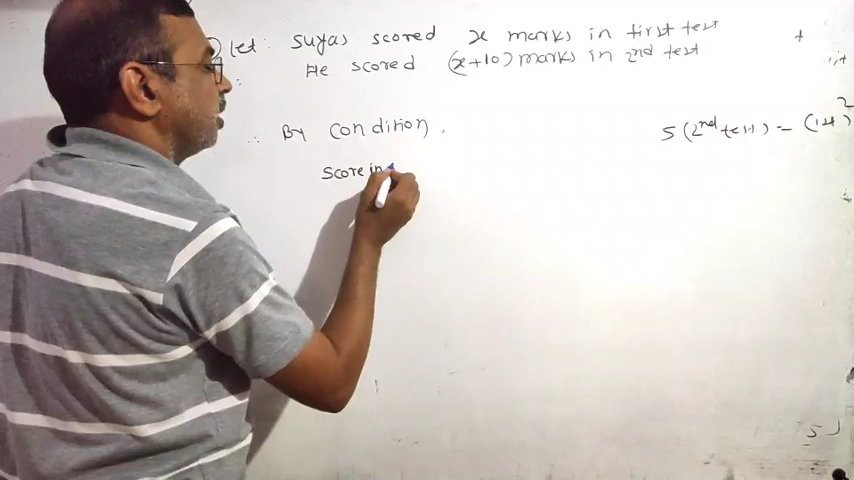 Let: Suyas scored x marks in first test
∴ He scored (x+10) marks in 2nd test
∴ By condition.
5(2nd test) = (1st)²
Score in
5